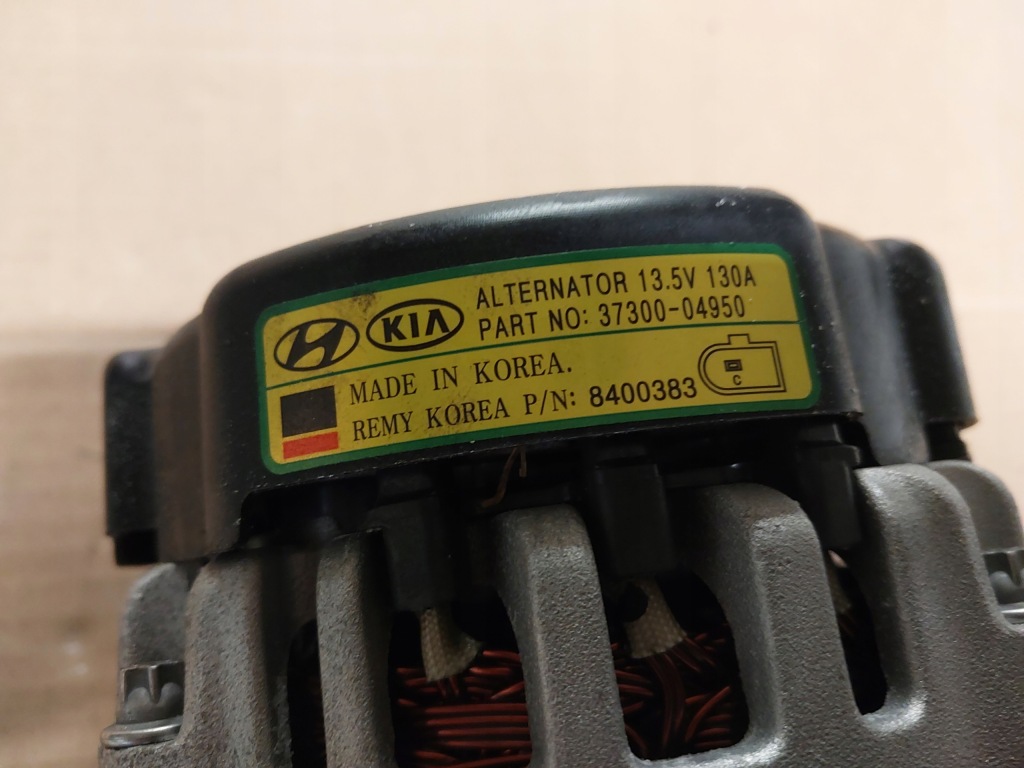 KIA
ALTERNATOR 13.5V 130A
PART NO: 37300-04950
MADE IN KOREA.
REMY KOREA P/N: 8400383
C